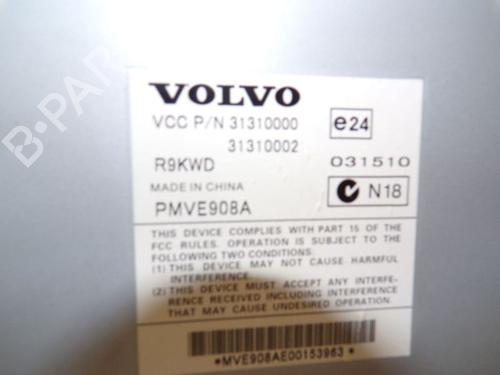 B-PARTS
VOLVO
VCC P/N 31310000
31310002
e24
R9KWD
031510
MADE IN CHINA
N18
PMVE908A
THIS DEVICE COMPLIES WITH PART 15 OF THE
FCC RULES. OPERATION IS SUBJECT TO THE
FOLLOWING TWO CONDITIONS:
(1) THIS DEVICE MAY NOT CAUSE HARMFUL
INTERFERENCE.
(2) THIS DEVICE MUST ACCEPT ANY INTERFE-
RENCE RECEIVED INCLUDING INTERFERENCE
THAT MAY CAUSE UNDESIRED OPERATION.
*MVE908AE00153963*